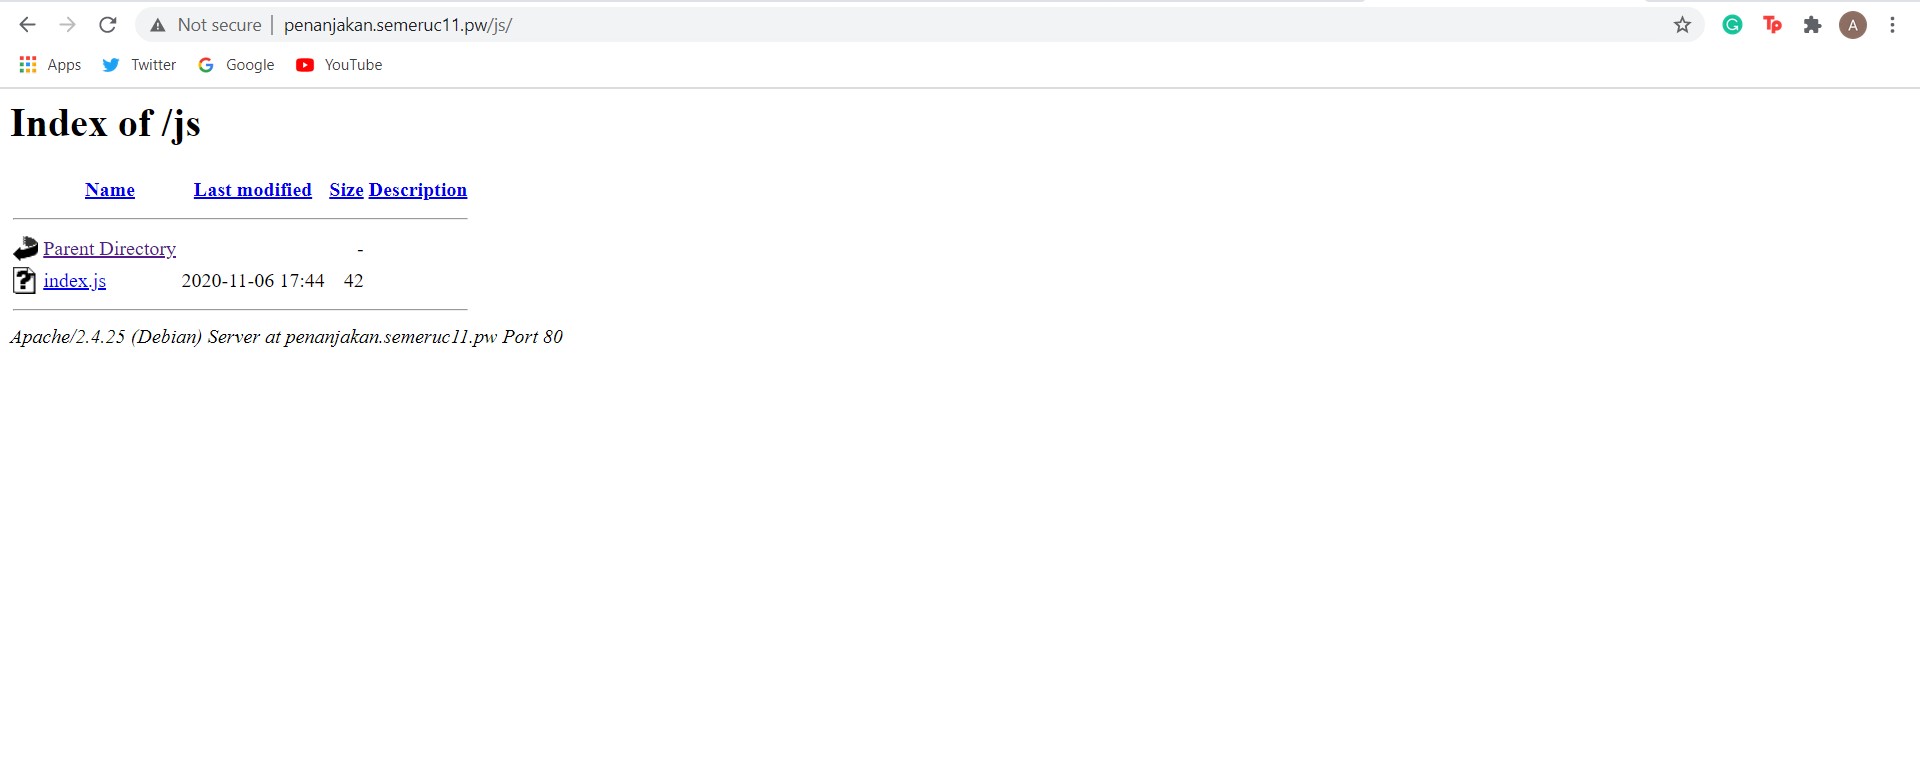 Not secure | penanjakan.semeruc11.pw/js/
A
Apps Twitter Google YouTube
Index of /js
Name Last modified Size Description
Parent Directory -
index.js 2020-11-06 17:44 42
Apache/2.4.25 (Debian) Server at penanjakan.semeruc11.pw Port 80